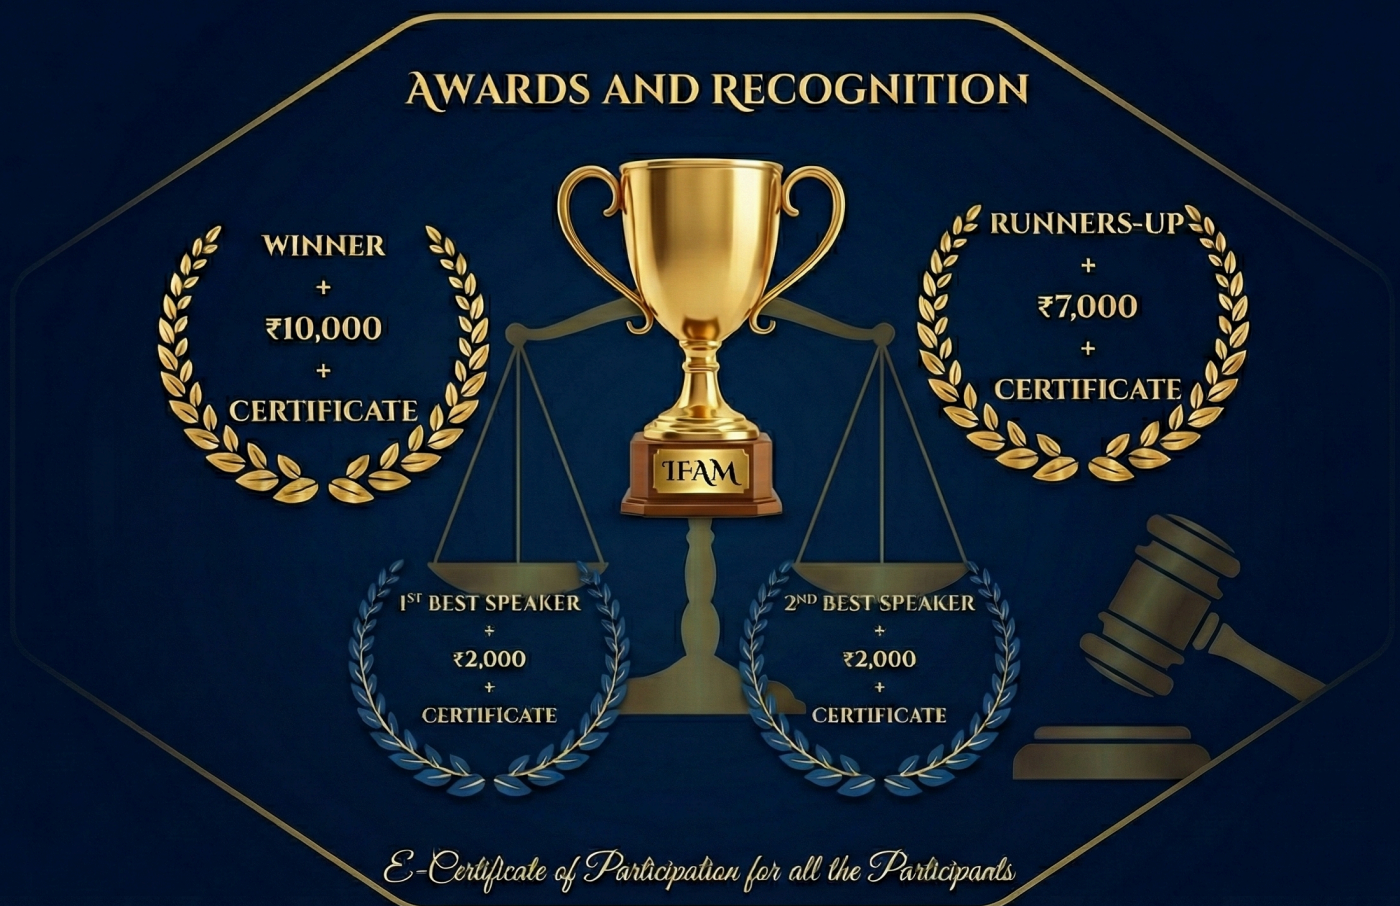 AWARDS AND RECOGNITION
WINNER
+
₹10,000
+
CERTIFICATE
RUNNERS-UP
+
₹7,000
+
CERTIFICATE
IFAM
1ST BEST SPEAKER
+
₹2,000
+
CERTIFICATE
2ND BEST SPEAKER
+
₹2,000
+
CERTIFICATE
E-Certificate of Participation for all the Participants